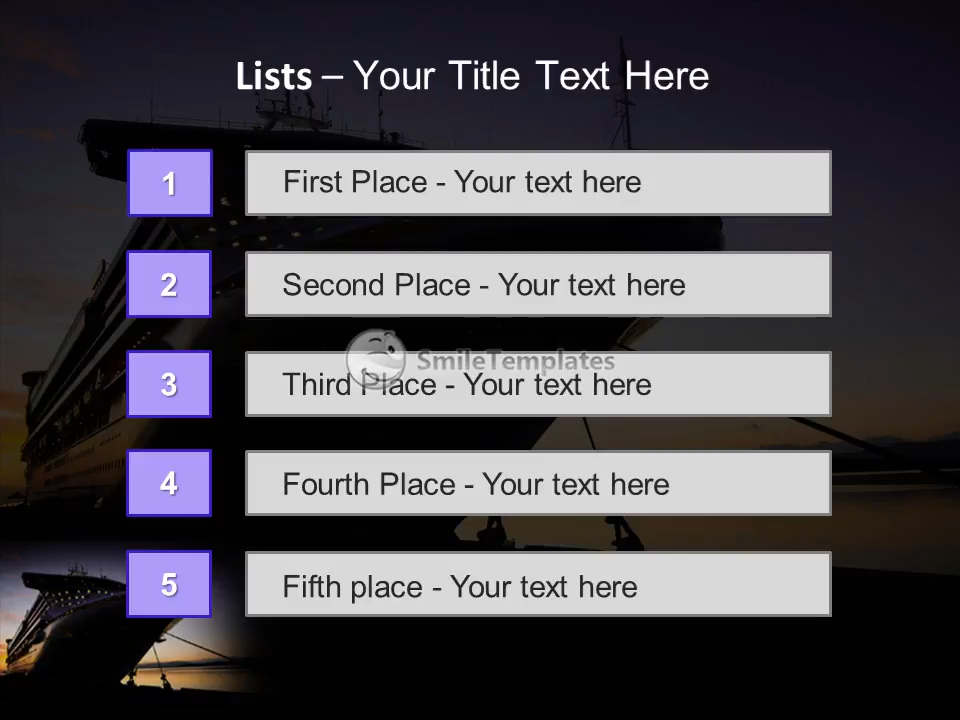 Lists – Your Title Text Here
1 First Place - Your text here
2 Second Place - Your text here
SmileTemplates
3 Third Place - Your text here
4 Fourth Place - Your text here
5 Fifth place - Your text here